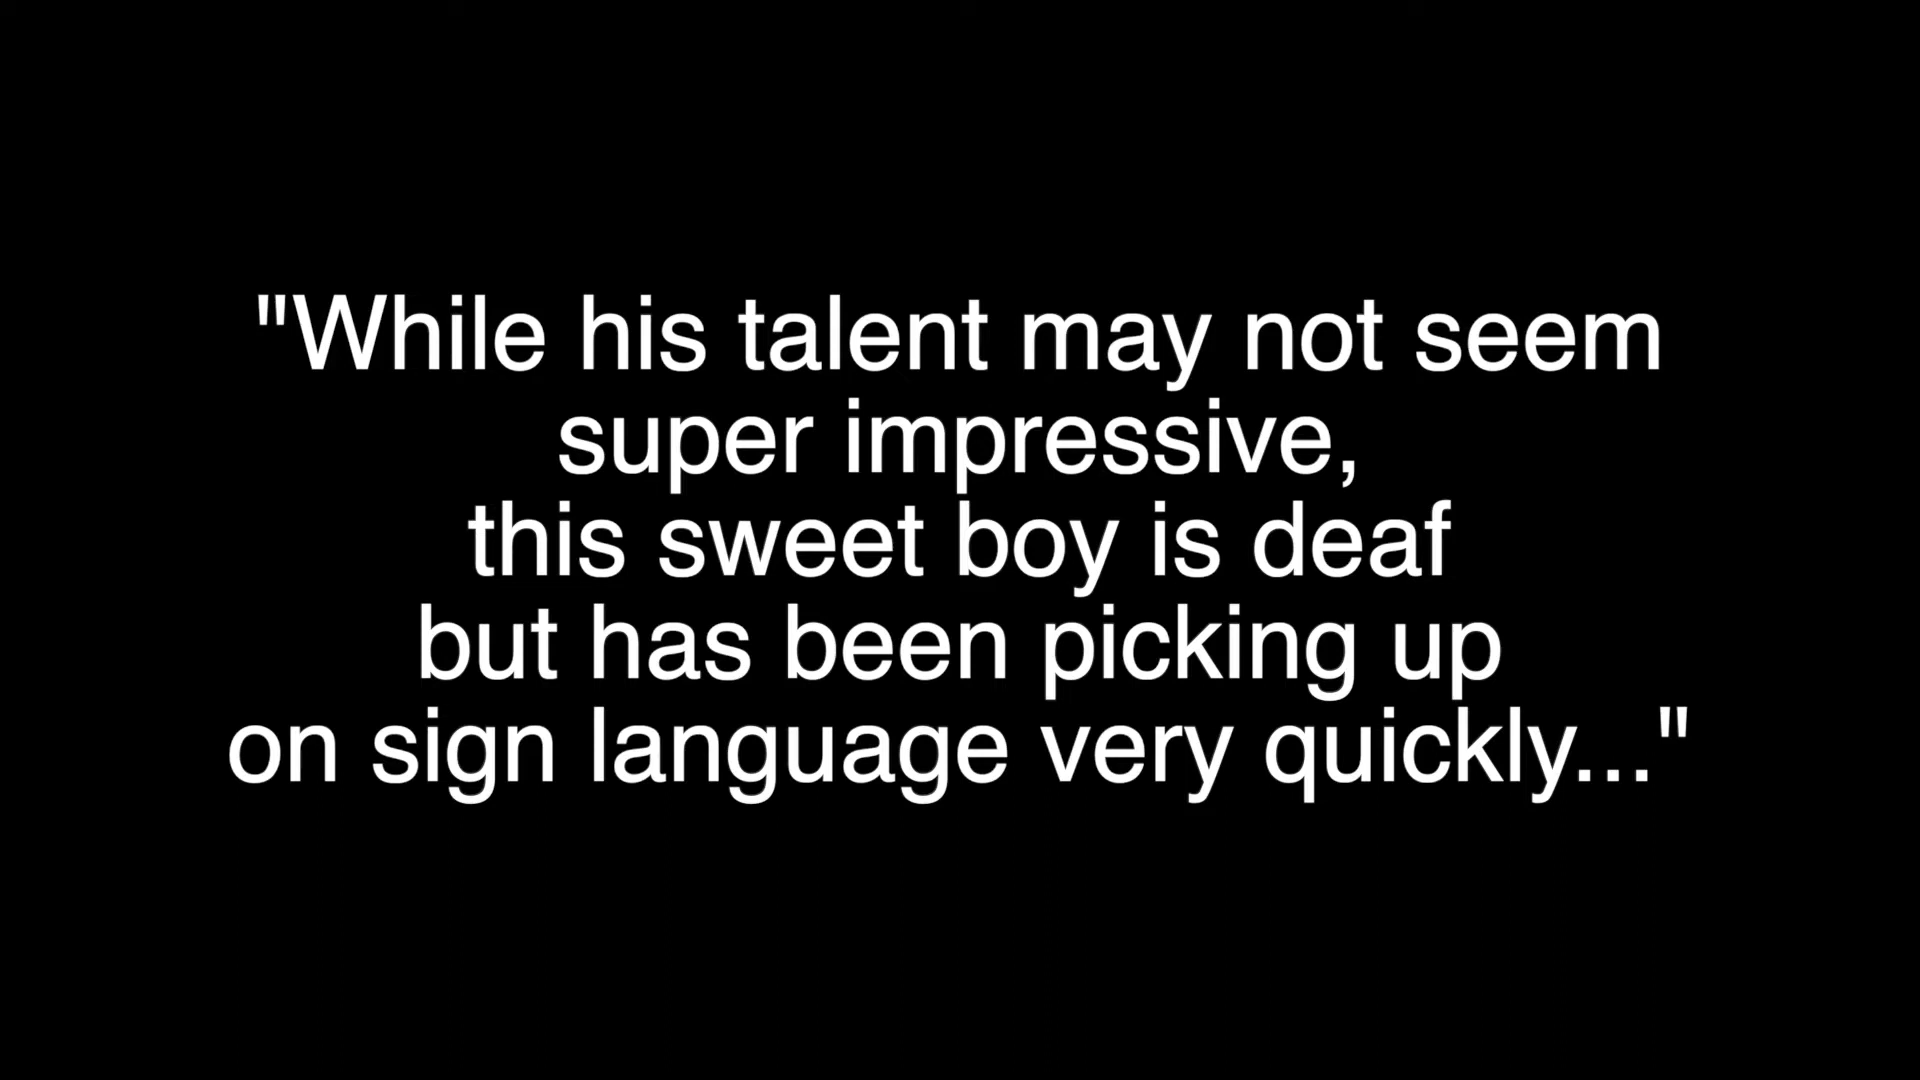 "While his talent may not seem
super impressive,
this sweet boy is deaf
but has been picking up
on sign language very quickly..."